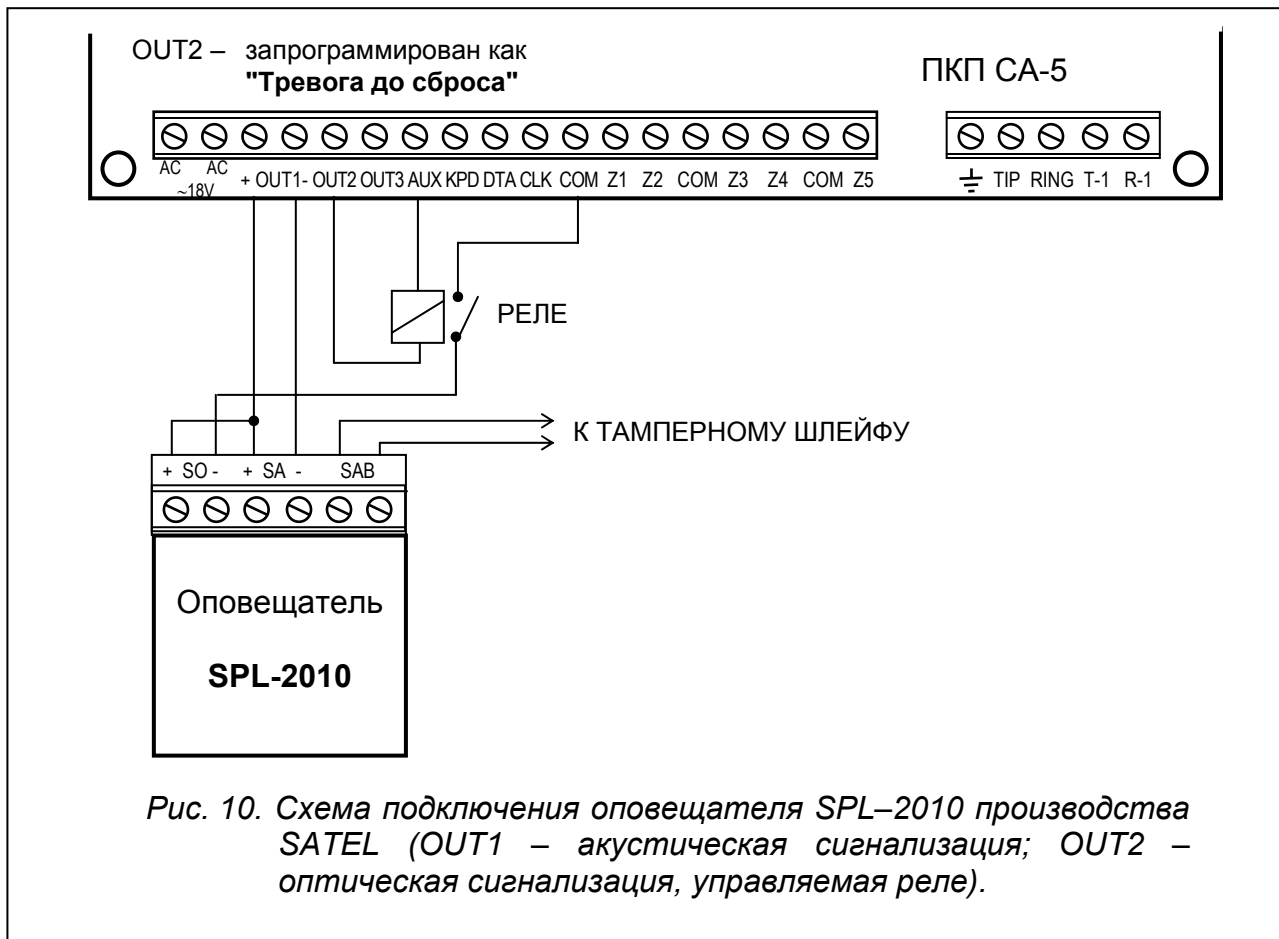 OUT2 – запрограммирован как
"Тревога до сброса"
ПКП СА-5
AC AC
~18V
+ OUT1 - OUT2 OUT3 AUX KPD DTA CLK COM Z1 Z2 COM Z3 Z4 COM Z5
TIP RING T-1 R-1
РЕЛЕ
К ТАМПЕРНОМУ ШЛЕЙФУ
+ SO - + SA - SAB
Оповещатель
SPL-2010
Рис. 10. Схема подключения оповещателя SPL–2010 производства
SATEL (OUT1 – акустическая сигнализация; OUT2 –
оптическая сигнализация, управляемая реле).